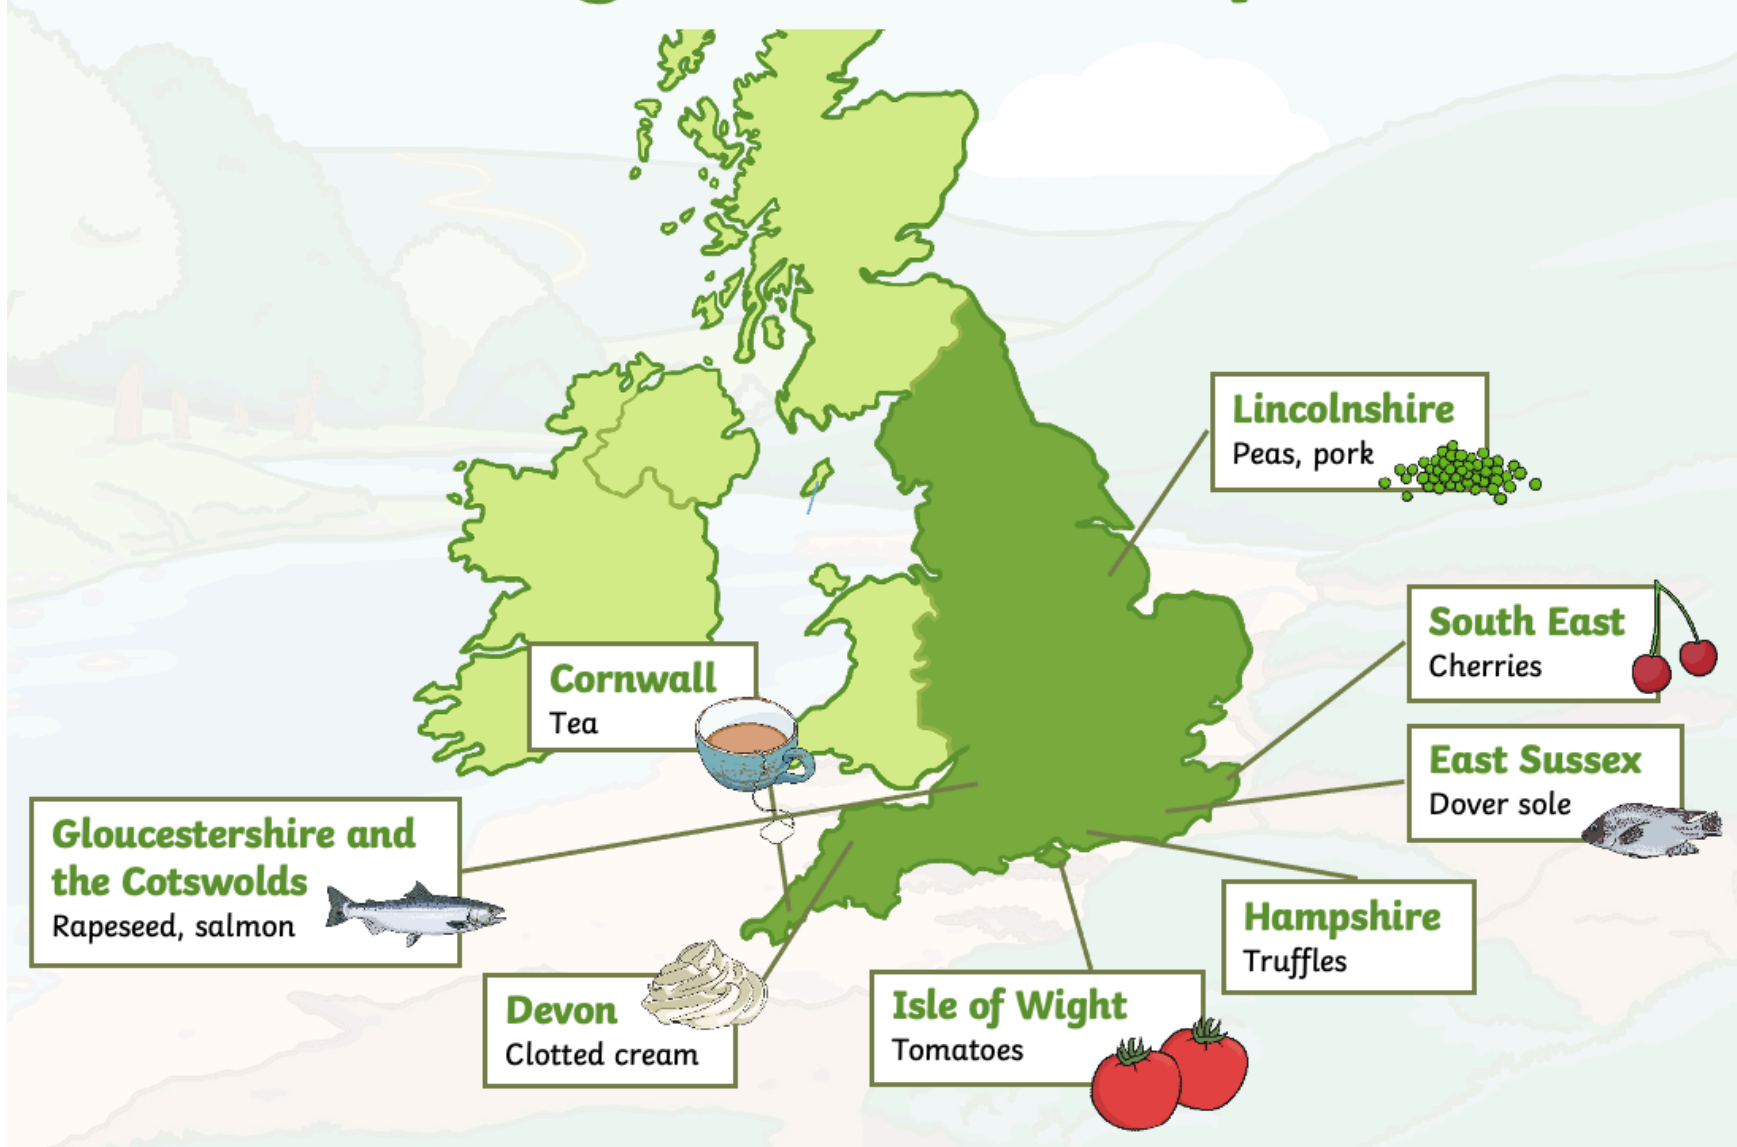 Lincolnshire
Peas, pork
South East
Cherries
Cornwall
Tea
East Sussex
Dover sole
Gloucestershire and
the Cotswolds
Rapeseed, salmon
Hampshire
Truffles
Devon
Clotted cream
Isle of Wight
Tomatoes